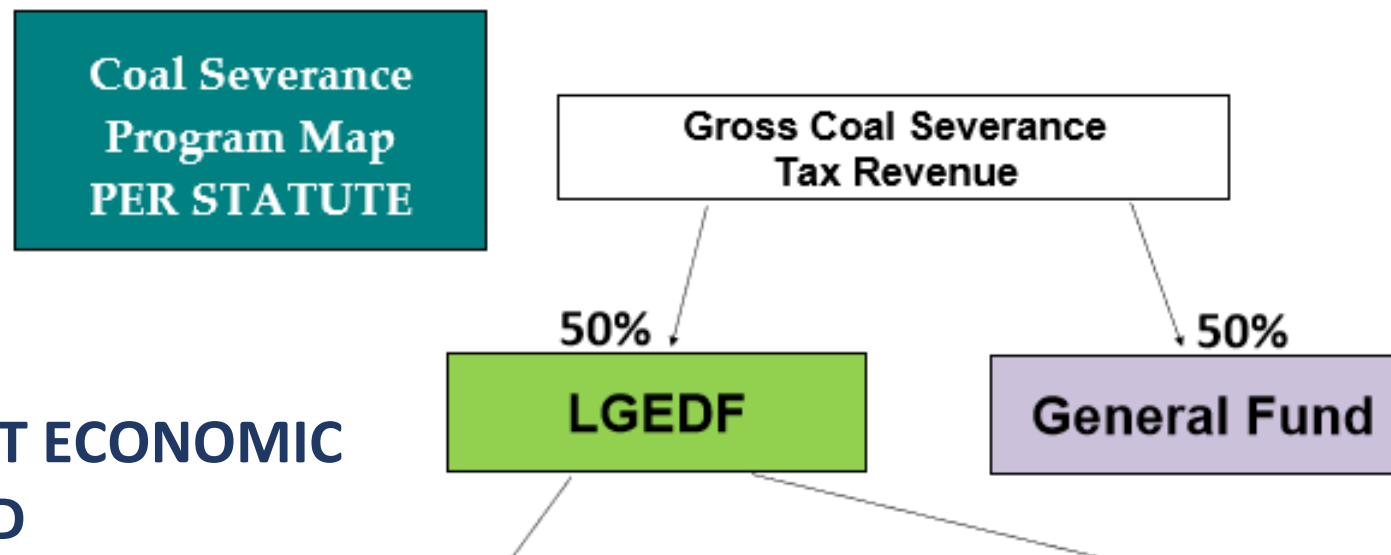 Coal Severance
Program Map
PER STATUTE
Gross Coal Severance
Tax Revenue
50%
50%
LGEDF
General Fund
T ECONOMIC
D